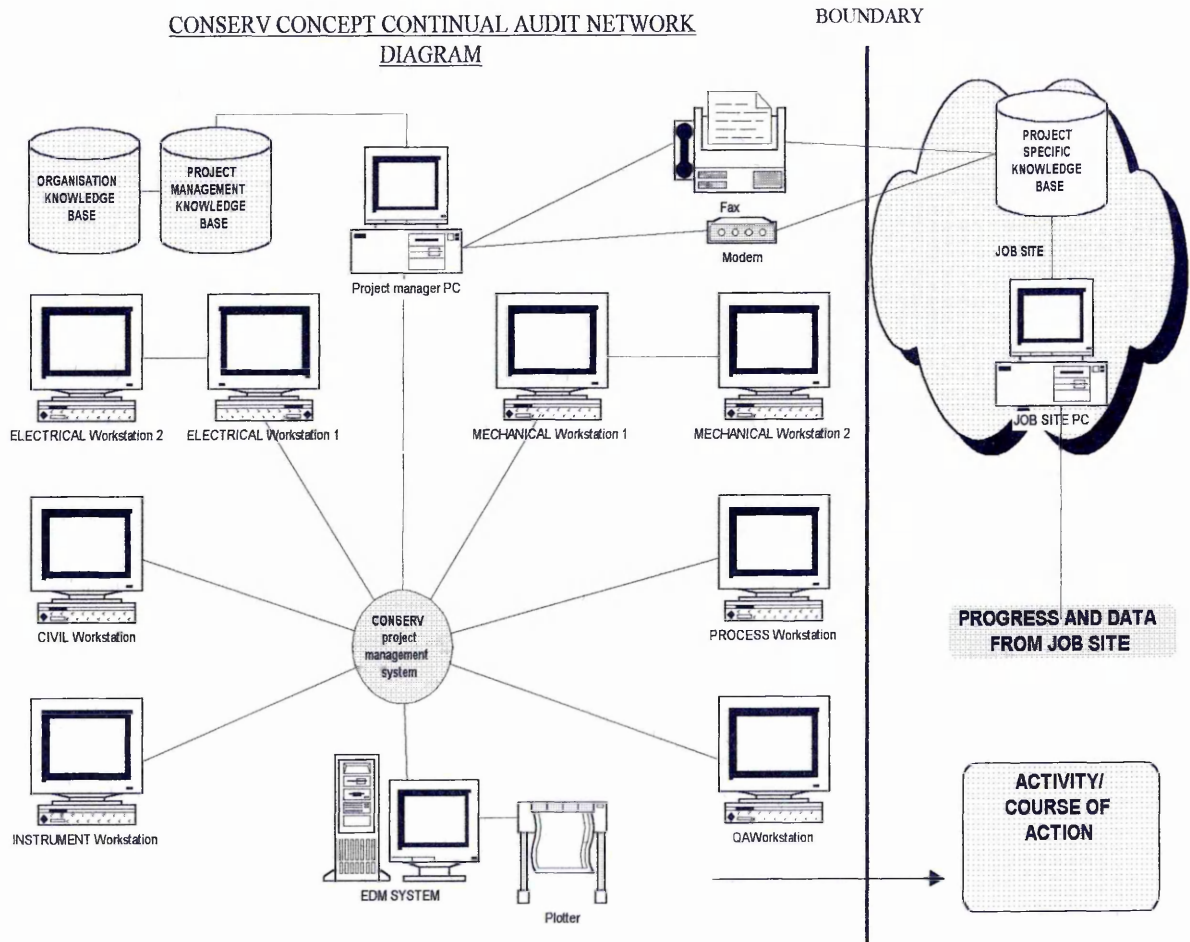 CONSERV CONCEPT CONTINUAL AUDIT NETWORK
DIAGRAM
BOUNDARY
ORGANISATION
KNOWLEDGE
BASE
PROJECT
MANAGEMENT
KNOWLEDGE
BASE
Project manager PC
Fax
Modem
PROJECT
SPECIFIC
KNOWLEDGE
BASE
JOB SITE
JOB SITE PC
ELECTRICAL Workstation 2
ELECTRICAL Workstation 1
MECHANICAL Workstation 1
MECHANICAL Workstation 2
CIVIL Workstation
CONSERV
project
management
system
PROCESS Workstation
PROGRESS AND DATA
FROM JOB SITE
INSTRUMENT Workstation
EDM SYSTEM
Plotter
QAWorkstation
ACTIVITY/
COURSE OF
ACTION